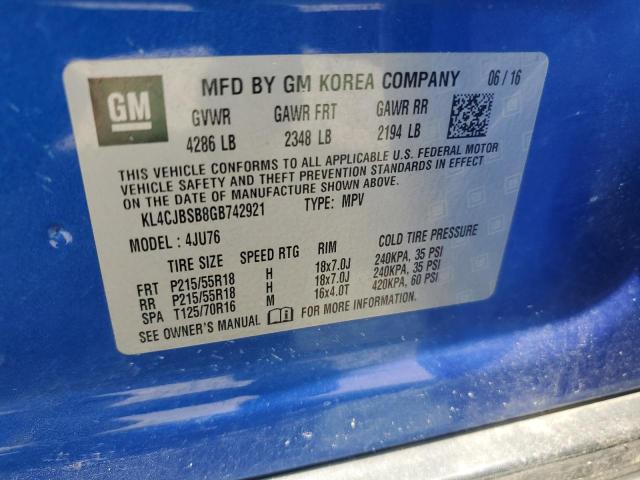 GM
MFD BY GM KOREA COMPANY 06/16
GVWR GAWR FRT GAWR RR
4286 LB 2348 LB 2194 LB
THIS VEHICLE CONFORMS TO ALL APPLICABLE U.S. FEDERAL MOTOR
VEHICLE SAFETY AND THEFT PREVENTION STANDARDS IN EFFECT
ON THE DATE OF MANUFACTURE SHOWN ABOVE.
KL4CJBSB8GB742921 TYPE: MPV
MODEL: 4JU76
TIRE SIZE SPEED RTG RIM COLD TIRE PRESSURE
FRT P215/55R18 H 18x7.0J 240KPA, 35 PSI
RR P215/55R18 H 18x7.0J 240KPA, 35 PSI
SPA T125/70R16 M 16x4.0T 420KPA, 60 PSI
SEE OWNER'S MANUAL FOR MORE INFORMATION.